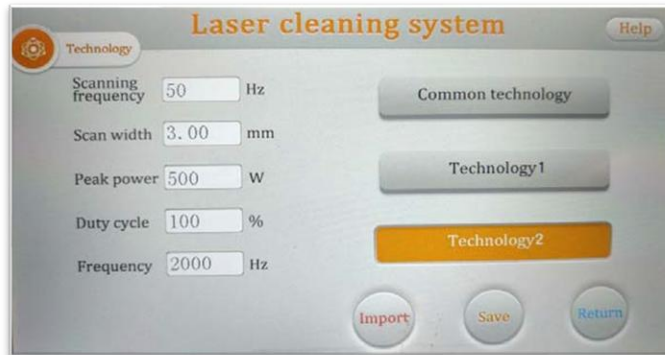 Laser cleaning system
Help
Technology
Scanning frequency 50 Hz
Scan width 3.00 mm
Peak power 500 W
Duty cycle 100 %
Frequency 2000 Hz
Common technology
Technology1
Technology2
Import
Save
Return